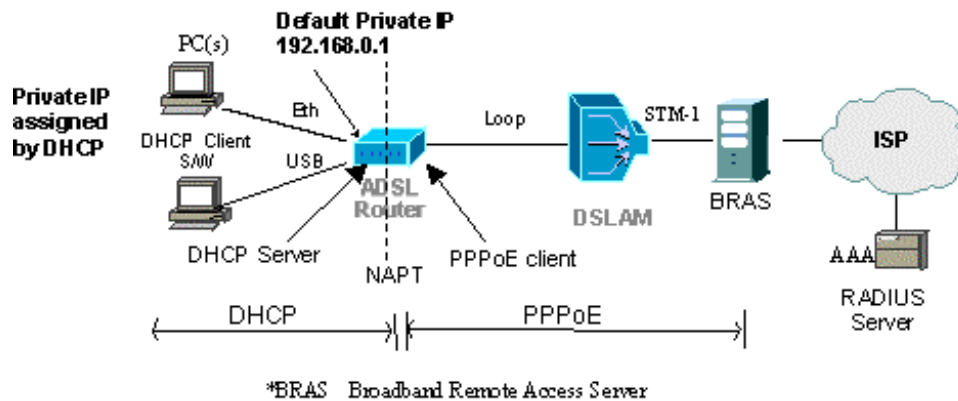 Default Private IP
192.168.0.1
PC(s)
Private IP
assigned
by DHCP
Eth
DHCP Client
S/W
USB
ADSL
Router
Loop
STM-1
DSLAM
BRAS
ISP
DHCP Server
NAPT
PPPoE client
AAA
RADIUS
Server
DHCP
PPPoE
*BRAS Broadband Remote Access Server